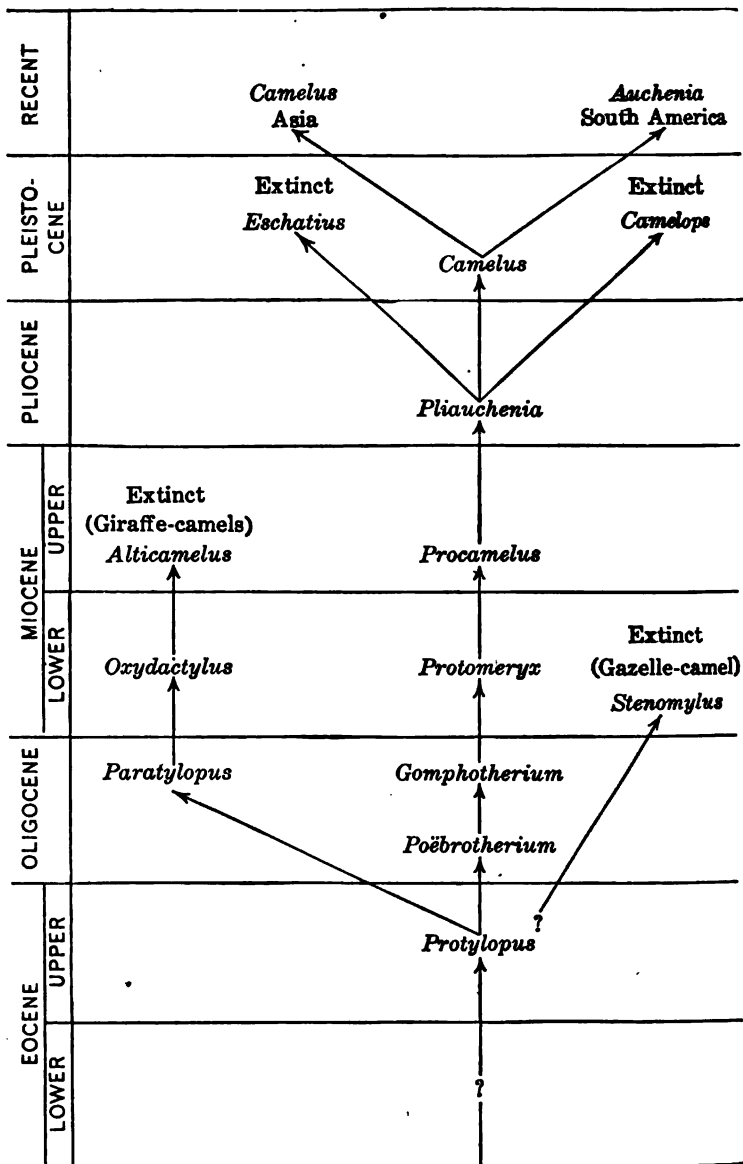 RECENT
Camelus
Asia
Auchenia
South America
PLEISTO-
CENE
Extinct
Eschatius
Extinct
Camelops
Camelus
PLIOCENE
Pliauchenia
MIOCENE
UPPER
Extinct
(Giraffe-camels)
Alticamelus
Procamelus
LOWER
Oxydactylus
Protomeryx
Extinct
(Gazelle-camel)
Stenomylus
OLIGOCENE
Paratylopus
Gomphotherium
Poëbrotherium
EOCENE
UPPER
Protylopus
?
LOWER
?